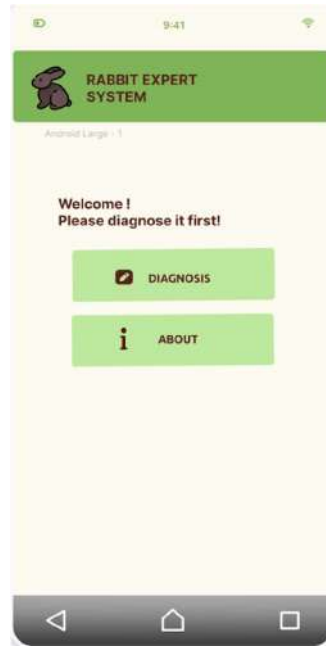 9:41
RABBIT EXPERT
SYSTEM
Android Large - 1
Welcome !
Please diagnose it first!
DIAGNOSIS
i ABOUT